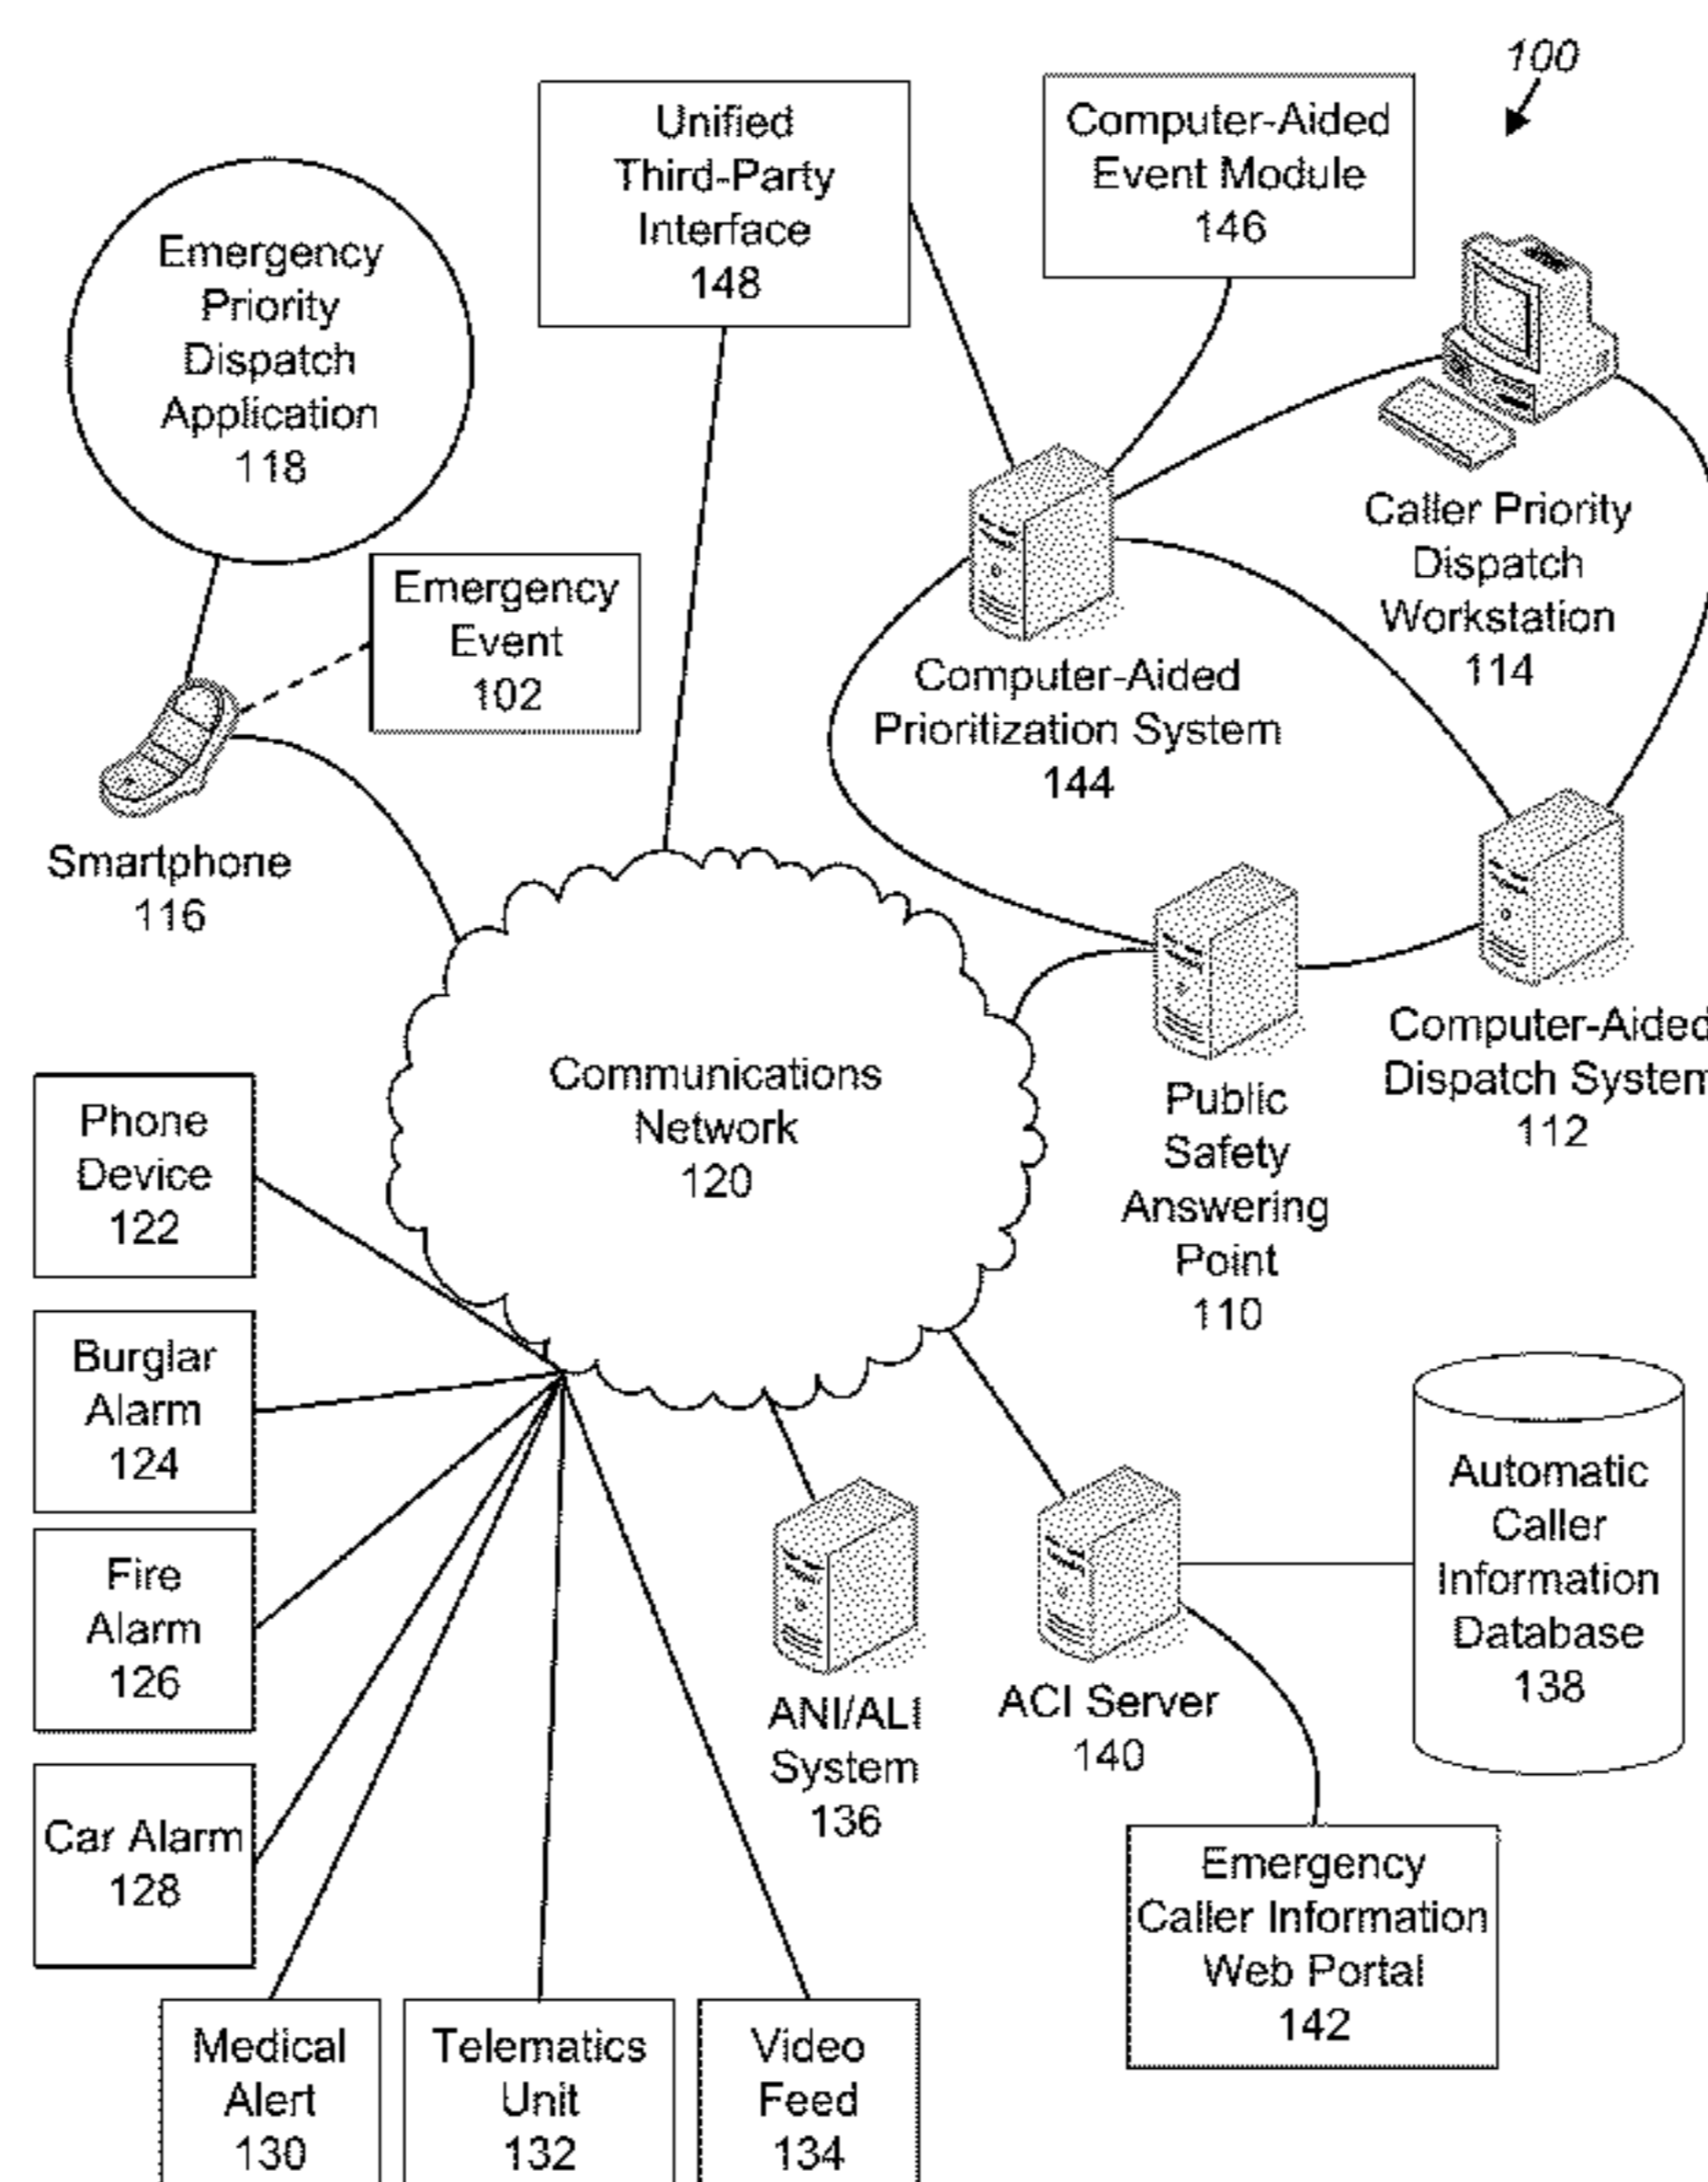 100
Unified
Third-Party
Interface
148
Computer-Aided
Event Module
146
Emergency
Priority
Dispatch
Application
118
Emergency
Event
102
Caller Priority
Dispatch
Workstation
114
Computer-Aided
Prioritization System
144
Smartphone
116
Computer-Aided
Dispatch System
112
Communications
Network
120
Public
Safety
Answering
Point
110
Phone
Device
122
Burglar
Alarm
124
Fire
Alarm
126
Car Alarm
128
Automatic
Caller
Information
Database
138
ANI/ALI
System
136
ACI Server
140
Emergency
Caller Information
Web Portal
142
Medical
Alert
130
Telematics
Unit
132
Video
Feed
134